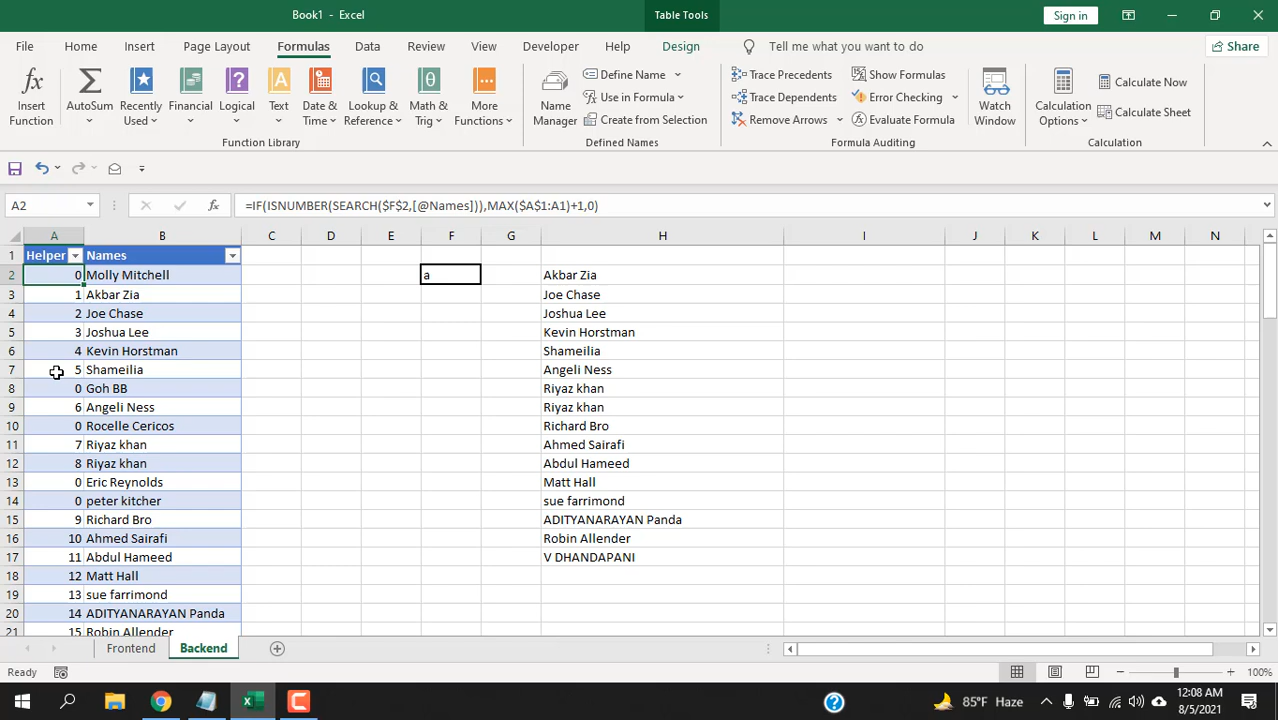 Book1 - Excel
Table Tools
Sign in
File Home Insert Page Layout Formulas Data Review View Developer Help Design Tell me what you want to do Share
Insert Function
AutoSum
Recently Used
Financial
Logical
Text
Date & Time
Lookup & Reference
Math & Trig
More Functions
Function Library
Name Manager
Define Name
Use in Formula
Create from Selection
Defined Names
Trace Precedents
Trace Dependents
Remove Arrows
Show Formulas
Error Checking
Evaluate Formula
Formula Auditing
Watch Window
Calculation Options
Calculate Now
Calculate Sheet
Calculation
A2 fx =IF(ISNUMBER(SEARCH($F$2,[@Names])),MAX($A$1:A1)+1,0)
A B C D E F G H I J K L M N
1 Helper Names
2 0 Molly Mitchell a Akbar Zia
3 1 Akbar Zia Joe Chase
4 2 Joe Chase Joshua Lee
5 3 Joshua Lee Kevin Horstman
6 4 Kevin Horstman Shameilia
7 5 Shameilia Angeli Ness
8 0 Goh BB Riyaz khan
9 6 Angeli Ness Riyaz khan
10 0 Rocelle Cericos Richard Bro
11 7 Riyaz khan Ahmed Sairafi
12 8 Riyaz khan Abdul Hameed
13 0 Eric Reynolds Matt Hall
14 0 peter kitcher sue farrimond
15 9 Richard Bro ADITYANARAYAN Panda
16 10 Ahmed Sairafi Robin Allender
17 11 Abdul Hameed V DHANDAPANI
18 12 Matt Hall
19 13 sue farrimond
20 14 ADITYANARAYAN Panda
21 15 Robin Allender
Frontend Backend
Ready 100%
85°F Haze
12:08 AM
8/5/2021